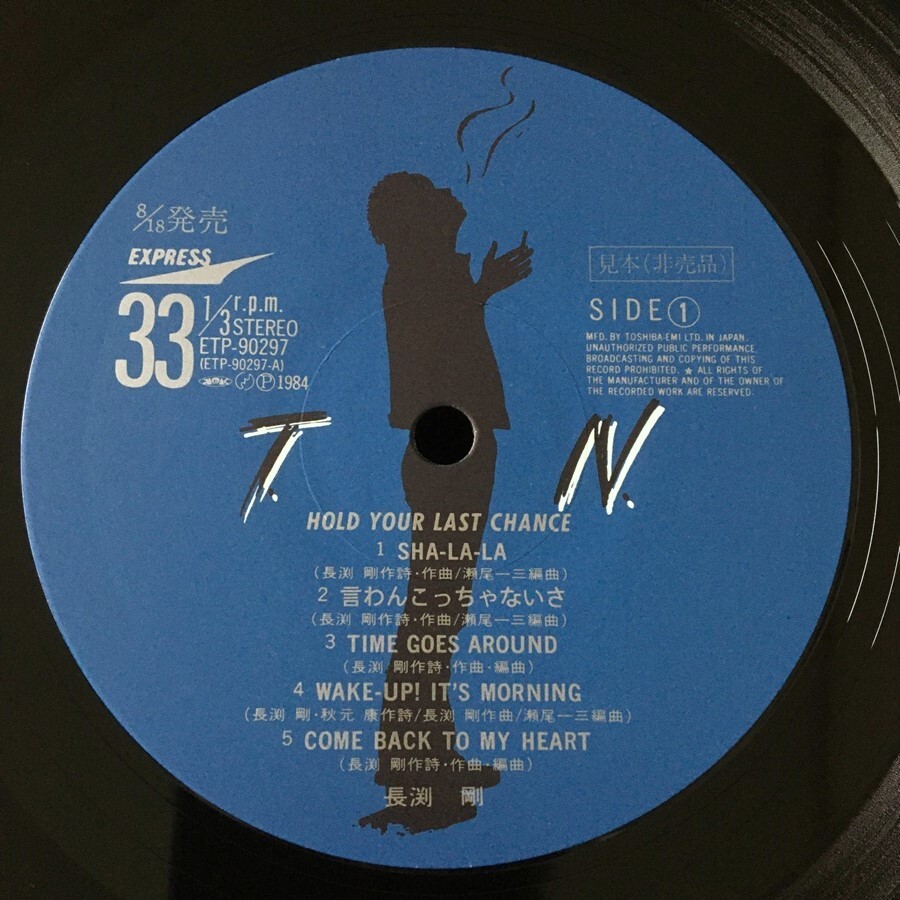 8/18発売
EXPRESS
33 1/3 r.p.m.
STEREO
ETP-90297
(ETP-90297-A)
Ⓟ1984
見本(非売品)
SIDE ①
MFD. BY TOSHIBA-EMI LTD. IN JAPAN.
UNAUTHORIZED PUBLIC PERFORMANCE,
BROADCASTING AND COPYING OF THIS
RECORD PROHIBITED. ★ ALL RIGHTS OF
THE MANUFACTURER AND OF THE OWNER OF
THE RECORDED WORK ARE RESERVED.
T. N.
HOLD YOUR LAST CHANCE
1 SHA-LA-LA
(長渕 剛作詩・作曲/瀬尾一三編曲)
2 言わんこっちゃないさ
(長渕 剛作詩・作曲/瀬尾一三編曲)
3 TIME GOES AROUND
(長渕 剛作詩・作曲・編曲)
4 WAKE-UP! IT'S MORNING
(長渕 剛・秋元 康作詩/長渕 剛作曲/瀬尾一三編曲)
5 COME BACK TO MY HEART
(長渕 剛作詩・作曲・編曲)
長渕 剛